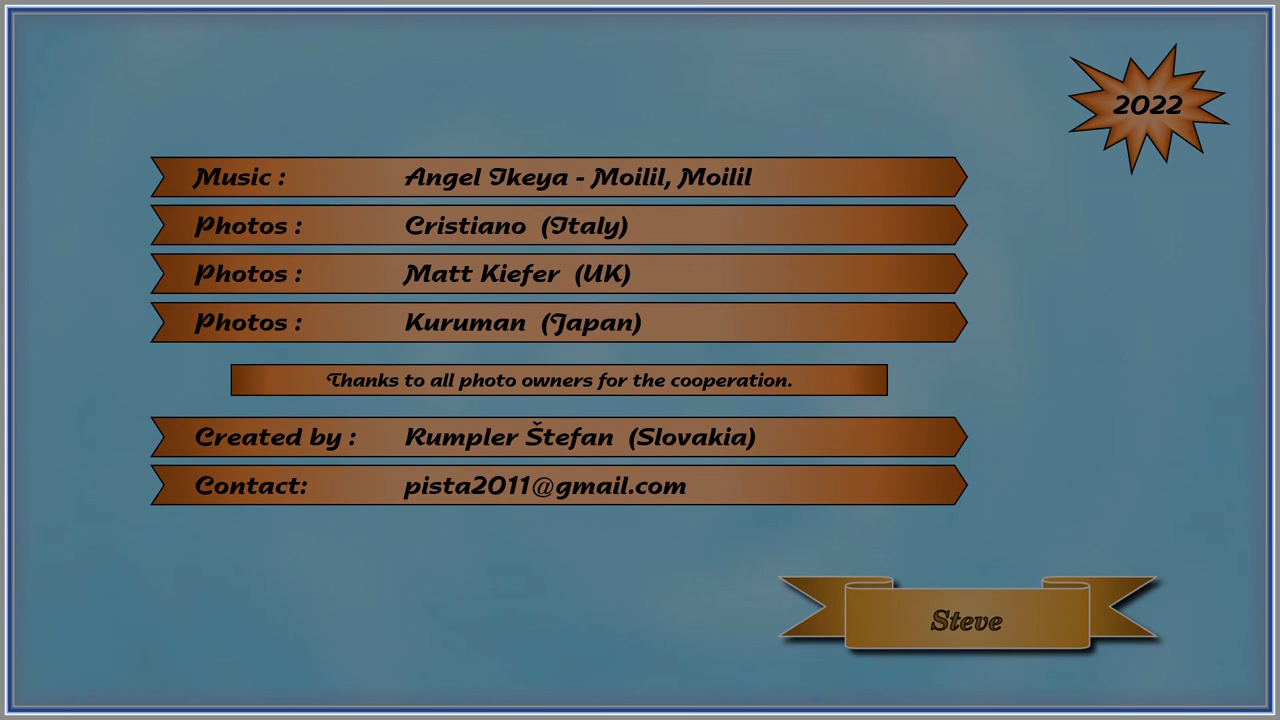 2022
Music : Angel Ikeya - Moilil, Moilil
Photos : Cristiano (Italy)
Photos : Matt Kiefer (UK)
Photos : Kuruman (Japan)
Thanks to all photo owners for the cooperation.
Created by : Rumpler Štefan (Slovakia)
Contact: pista2011@gmail.com
Steve